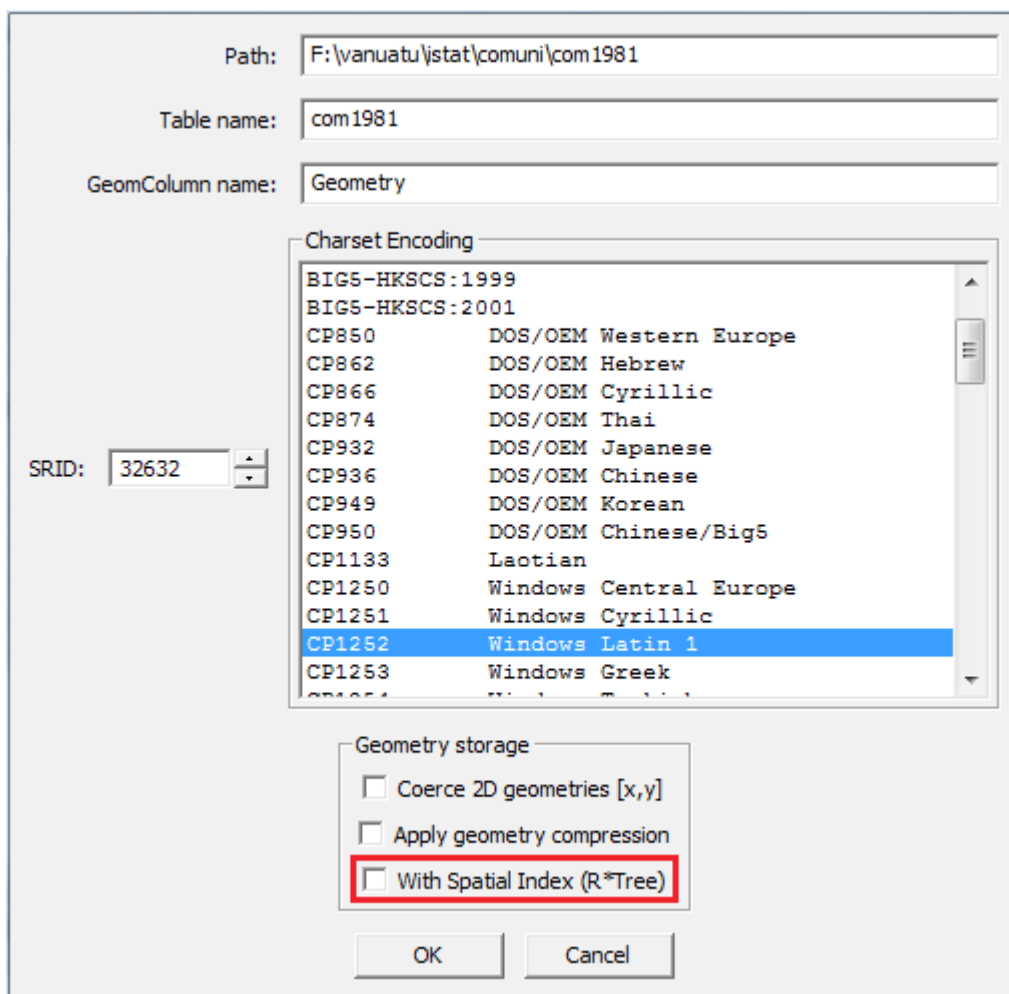 Path: F:\vanuatu\istat\comuni\com1981
Table name: com1981
GeomColumn name: Geometry
Charset Encoding
BIG5-HKSCS:1999
BIG5-HKSCS:2001
CP850 DOS/OEM Western Europe
CP862 DOS/OEM Hebrew
CP866 DOS/OEM Cyrillic
CP874 DOS/OEM Thai
CP932 DOS/OEM Japanese
SRID: 32632
CP936 DOS/OEM Chinese
CP949 DOS/OEM Korean
CP950 DOS/OEM Chinese/Big5
CP1133 Laotian
CP1250 Windows Central Europe
CP1251 Windows Cyrillic
CP1252 Windows Latin 1
CP1253 Windows Greek
Geometry storage
Coerce 2D geometries [x,y]
Apply geometry compression
With Spatial Index (R*Tree)
OK Cancel